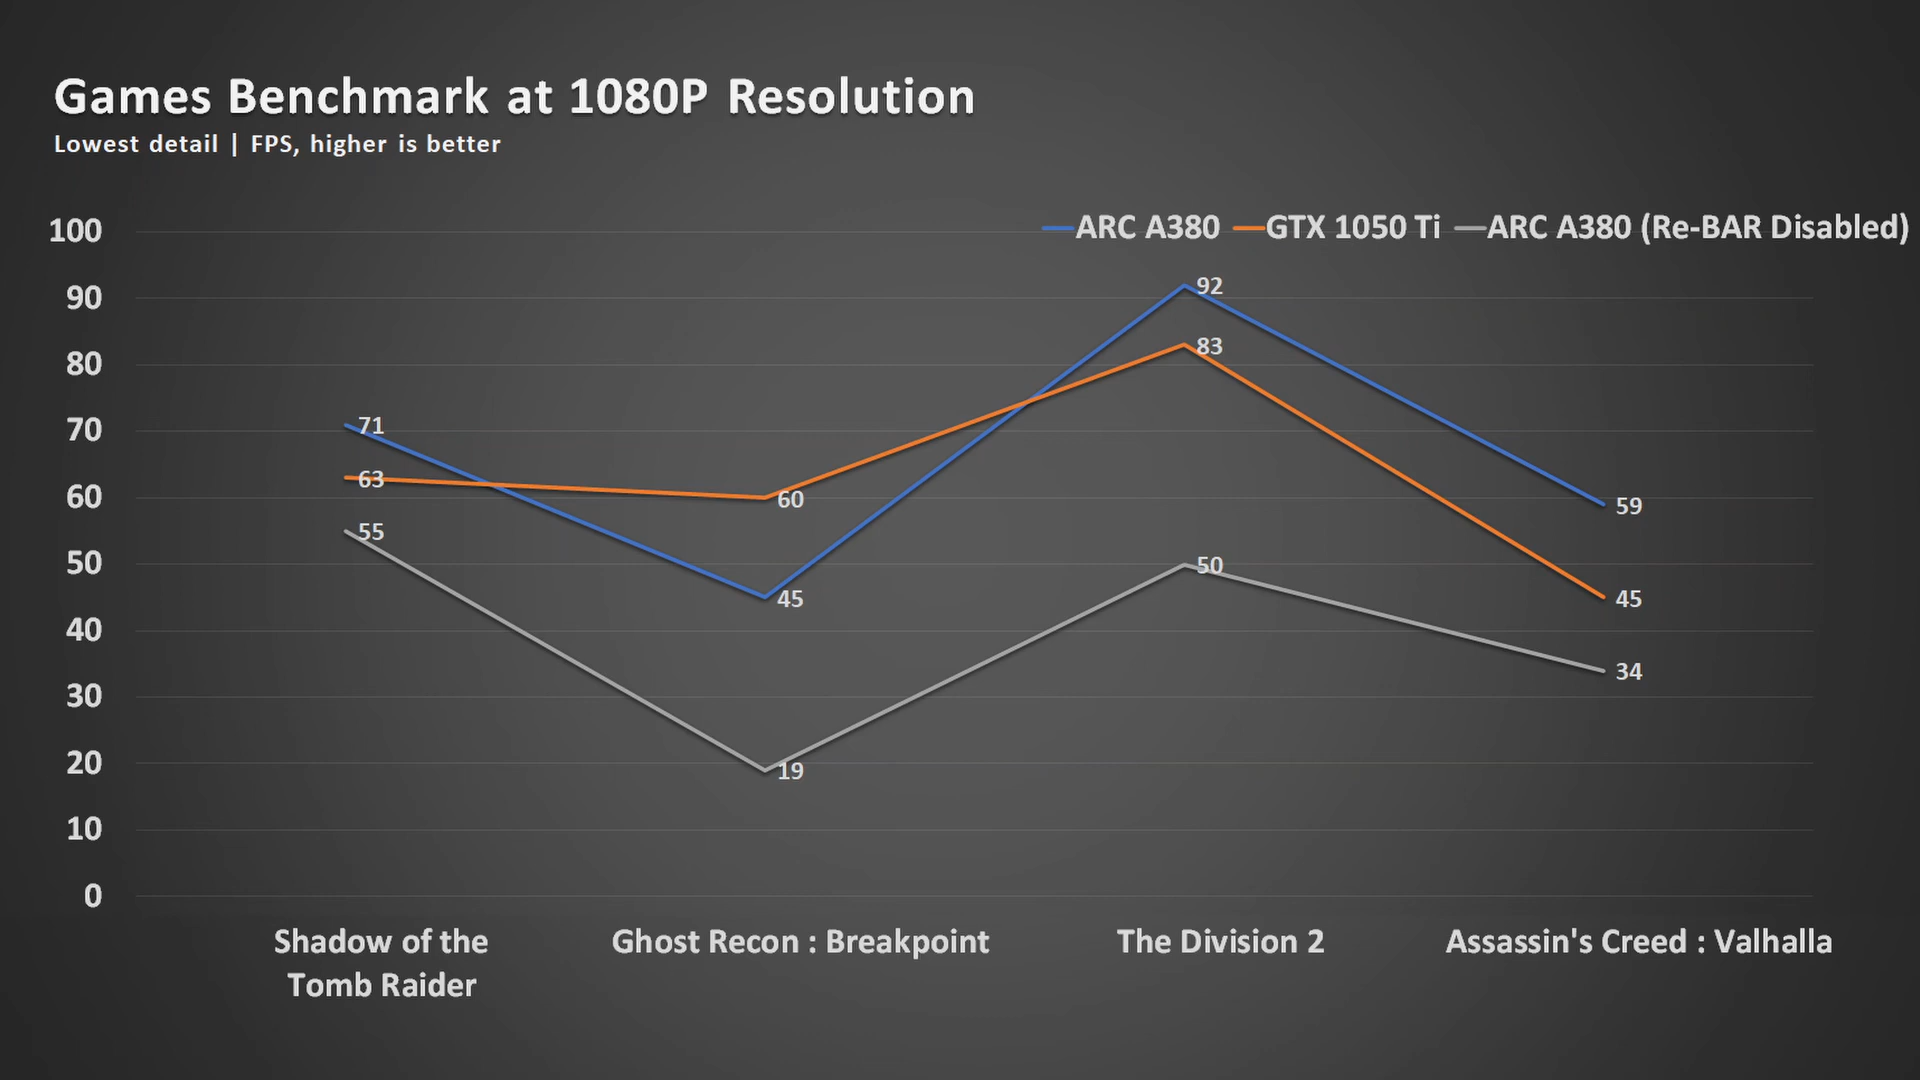 Games Benchmark at 1080P Resolution
Lowest detail | FPS, higher is better
ARC A380 GTX 1050 Ti ARC A380 (Re-BAR Disabled)
100
90
80
70
60
50
40
30
20
10
0
71
63
55
60
45
19
92
83
50
59
45
34
Shadow of the
Tomb Raider
Ghost Recon : Breakpoint
The Division 2
Assassin's Creed : Valhalla